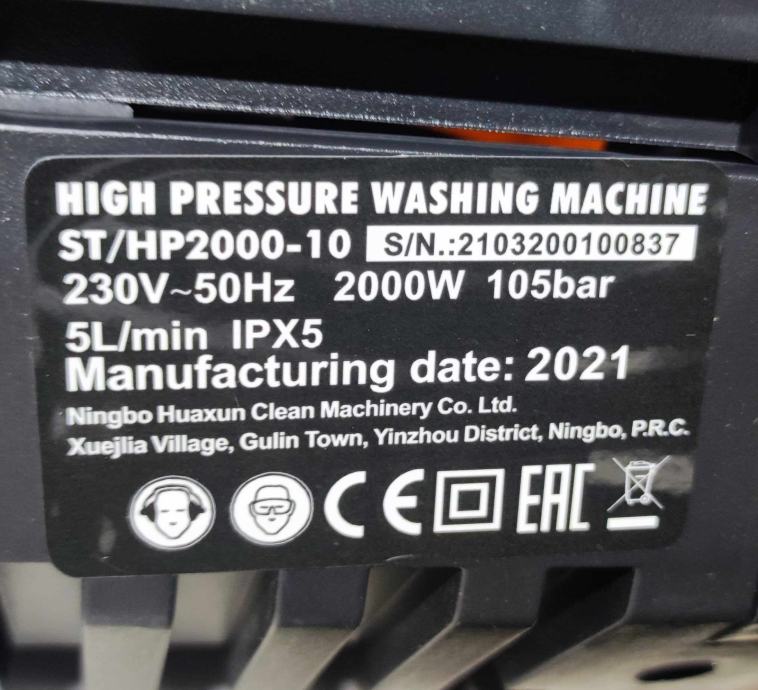 HIGH PRESSURE WASHING MACHINE
ST/HP2000-10 S/N.:2103200100837
230V~50Hz 2000W 105bar
5L/min IPX5
Manufacturing date: 2021
Ningbo Huaxun Clean Machinery Co. Ltd.
Xuejlia Village, Gulin Town, Yinzhou District, Ningbo, P.R.C.
CE EAC